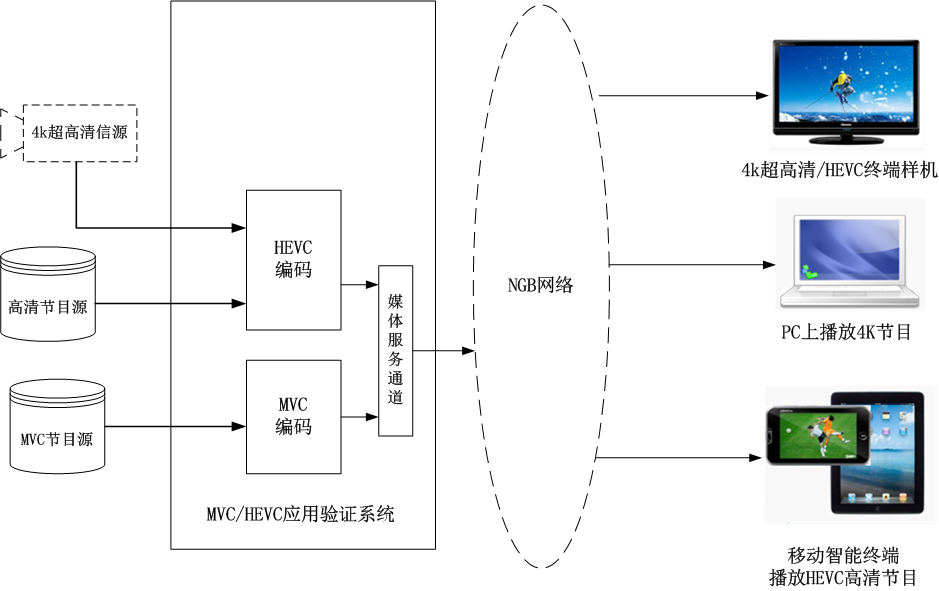 4k超高清信源
高清节目源
MVC节目源
HEVC
编码
MVC
编码
媒体服务通道
MVC/HEVC应用验证系统
NGB网络
4k超高清/HEVC终端样机
PC上播放4K节目
移动智能终端
播放HEVC高清节目